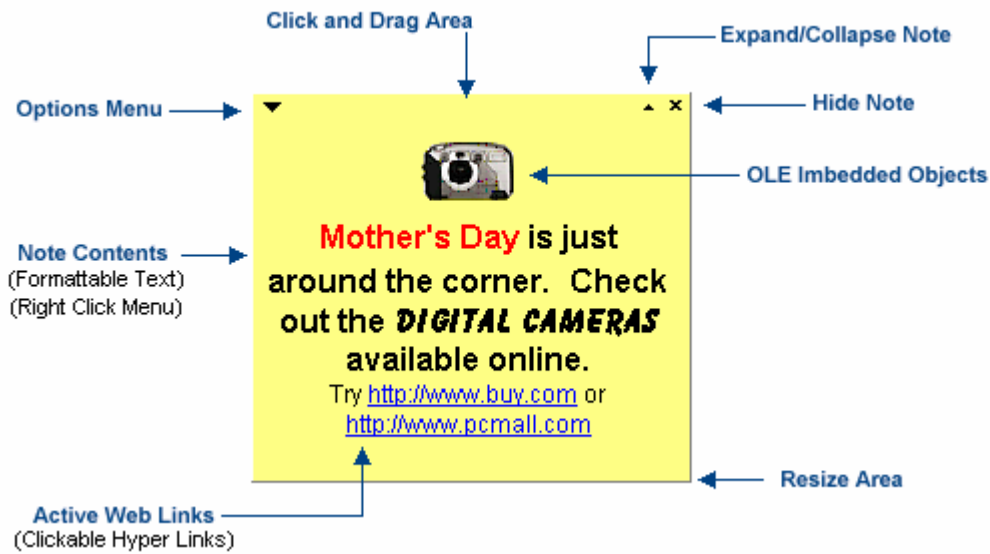 Click and Drag Area
Expand/Collapse Note
Options Menu
Hide Note
OLE Imbedded Objects
Note Contents
(Formattable Text)
(Right Click Menu)
Mother's Day is just
around the corner.  Check
out the DIGITAL CAMERAS
available online.
Try http://www.buy.com or
http://www.pcmall.com
Resize Area
Active Web Links
(Clickable Hyper Links)